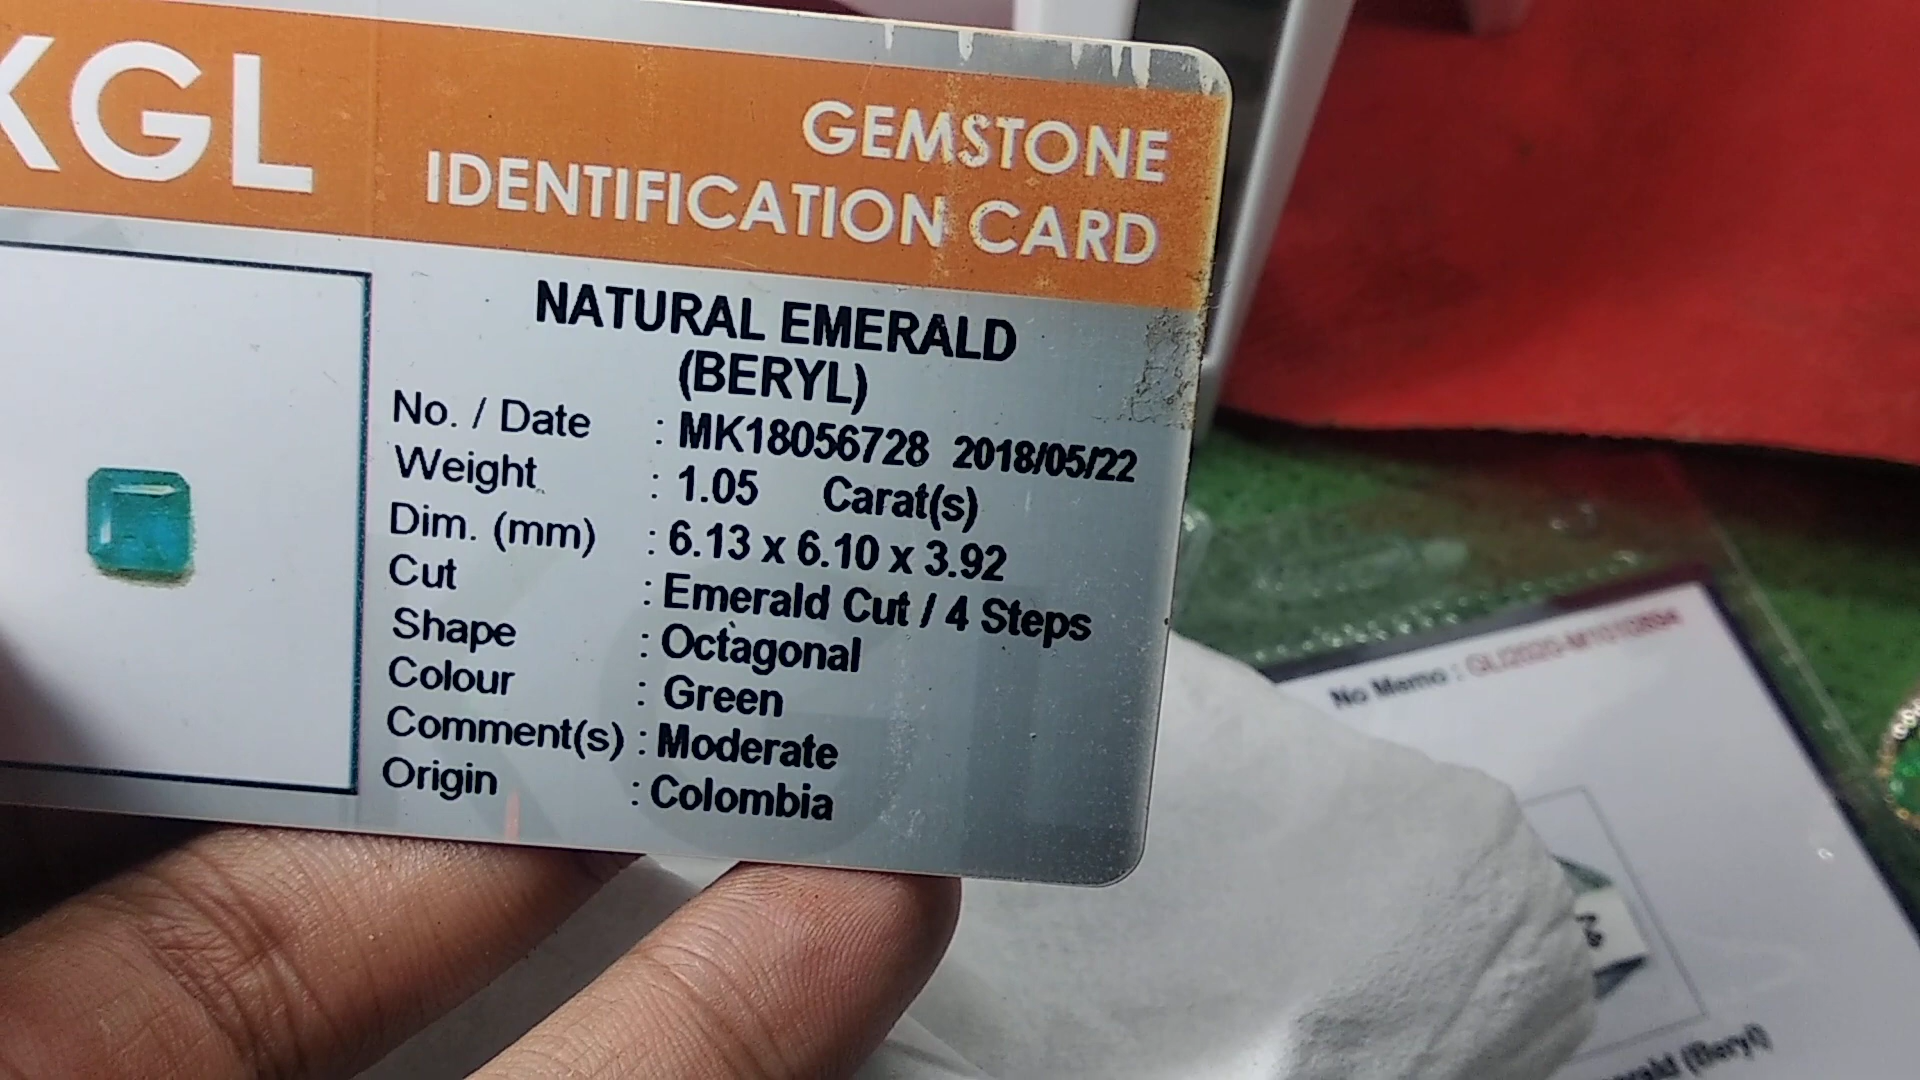 KGL
GEMSTONE
IDENTIFICATION CARD
NATURAL EMERALD
(BERYL)
No. / Date : MK18056728 2018/05/22
Weight : 1.05 Carat(s)
Dim. (mm) : 6.13 x 6.10 x 3.92
Cut : Emerald Cut / 4 Steps
Shape : Octagonal
Colour : Green
Comment(s) : Moderate
Origin : Colombia
No Memo :
(Beryl)